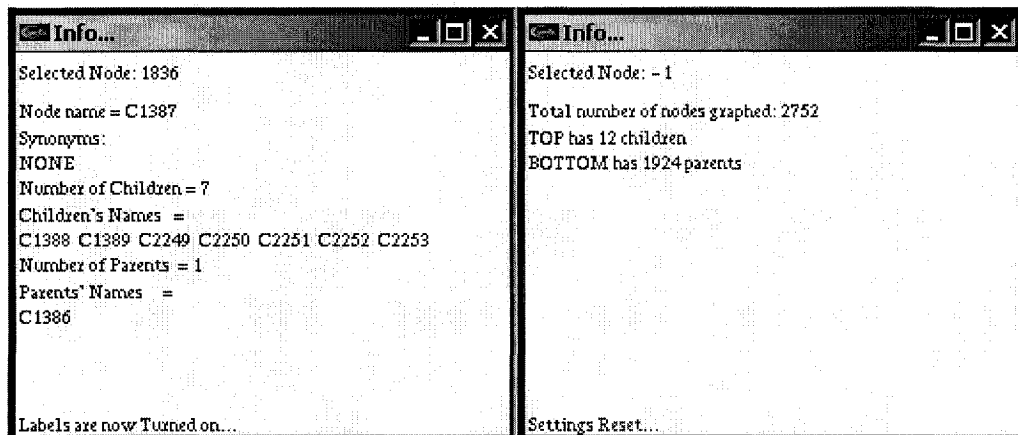 Info...
Selected Node: 1836
Node name = C1387
Synonyms:
NONE
Number of Children = 7
Children's Names =
C1388 C1389 C2249 C2250 C2251 C2252 C2253
Number of Parents = 1
Parents' Names =
C1386
Labels are now Turned on...
Info...
Selected Node: - 1
Total number of nodes graphed: 2752
TOP has 12 children
BOTTOM has 1924 parents
Settings Reset...